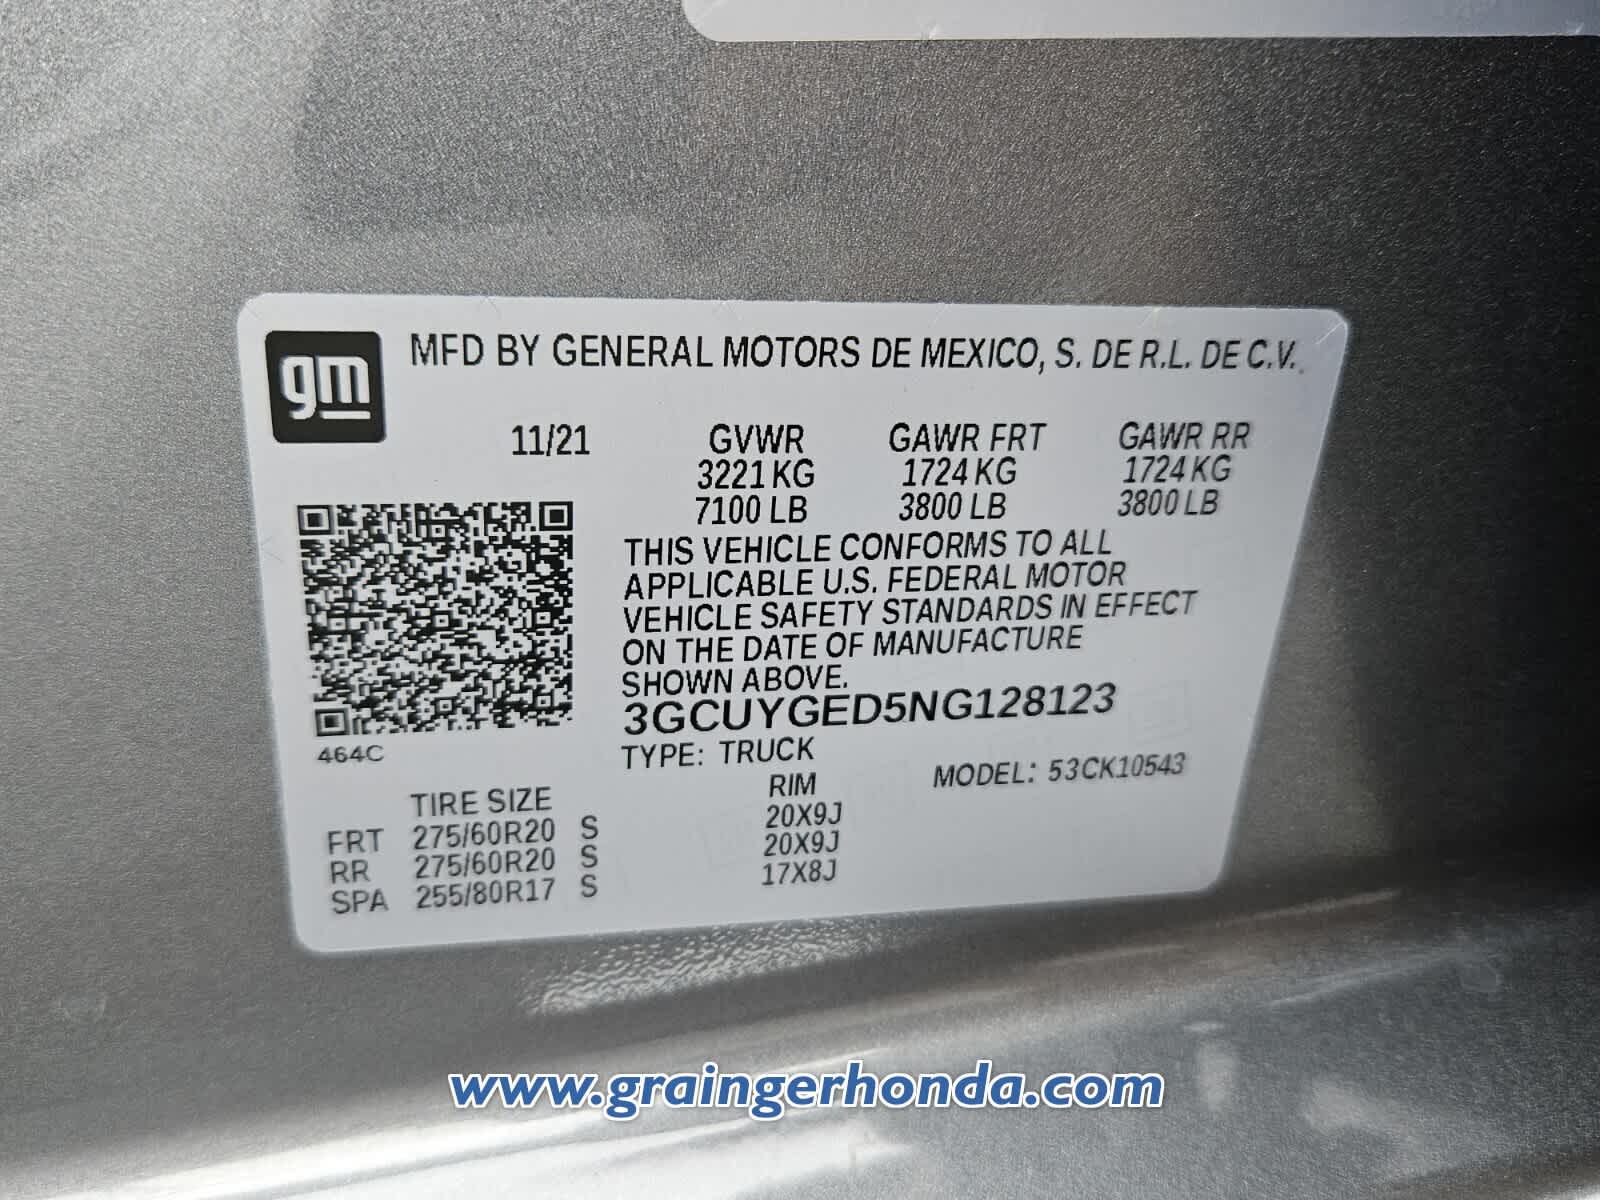 gm
MFD BY GENERAL MOTORS DE MEXICO, S. DE R.L. DE C.V.
11/21 GVWR GAWR FRT GAWR RR
3221 KG 1724 KG 1724 KG
7100 LB 3800 LB 3800 LB
THIS VEHICLE CONFORMS TO ALL
APPLICABLE U.S. FEDERAL MOTOR
VEHICLE SAFETY STANDARDS IN EFFECT
ON THE DATE OF MANUFACTURE
SHOWN ABOVE.
3GCUYGED5NG128123
464C
TYPE: TRUCK
MODEL: 53CK10543
TIRE SIZE RIM
FRT 275/60R20 S 20X9J
RR 275/60R20 S 20X9J
SPA 255/80R17 S 17X8J
www.graingerhonda.com